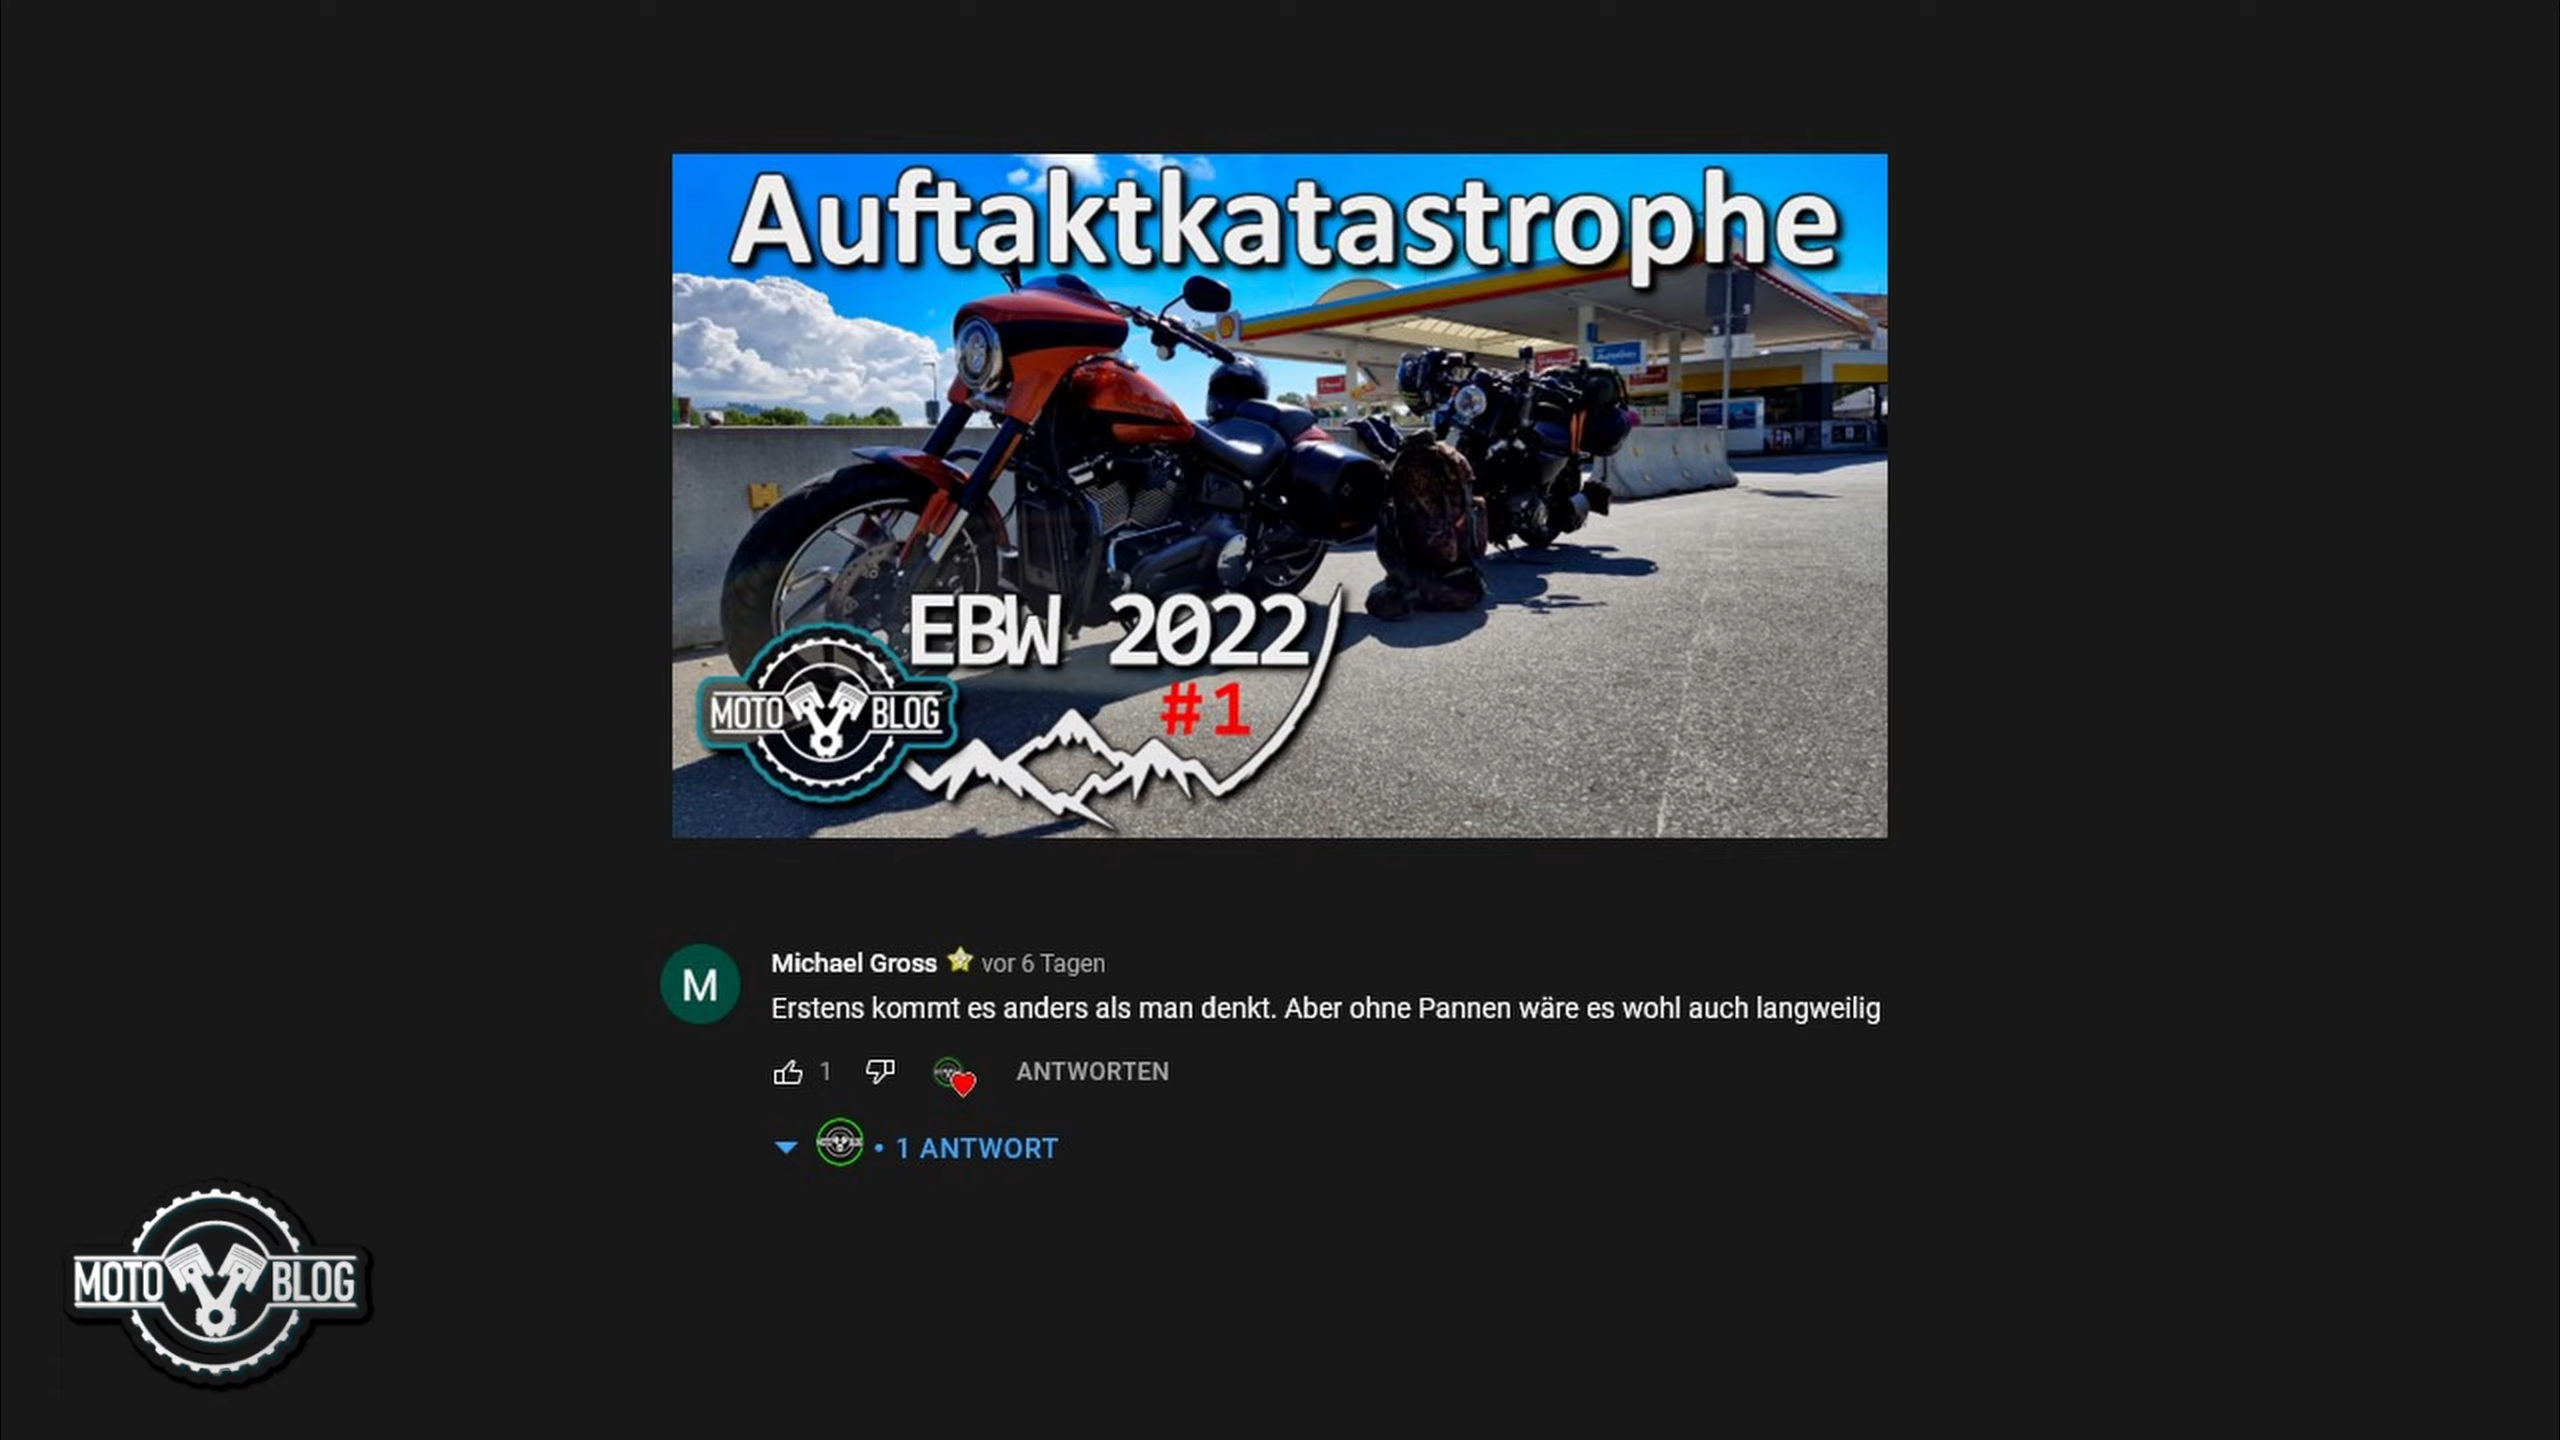 Auftaktkatastrophe
EBW 2022
#1
MOTO BLOG
M
Michael Gross vor 6 Tagen
Erstens kommt es anders als man denkt. Aber ohne Pannen wäre es wohl auch langweilig
1
ANTWORTEN
• 1 ANTWORT
MOTO BLOG